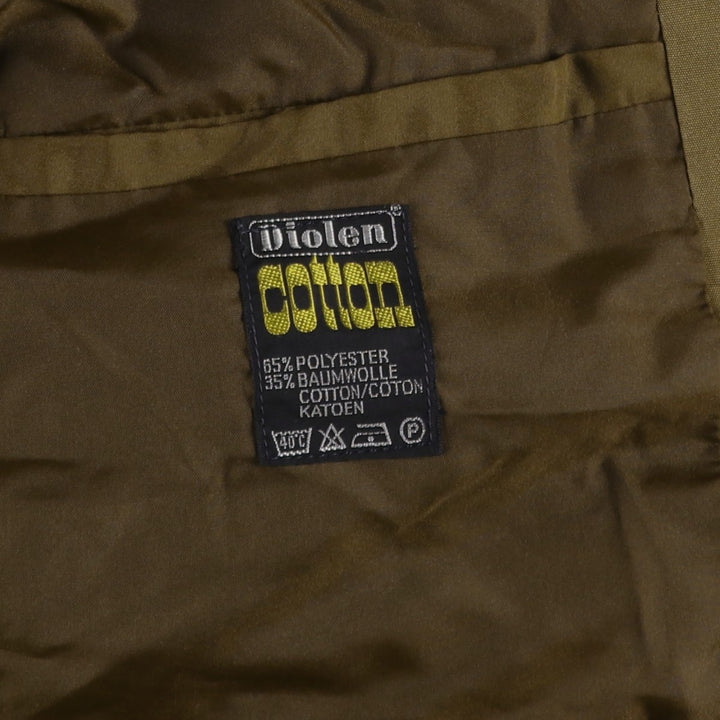 Diolen®
cotton
65% POLYESTER
35% BAUMWOLLE
COTTON/COTON
KATOEN
40°C P